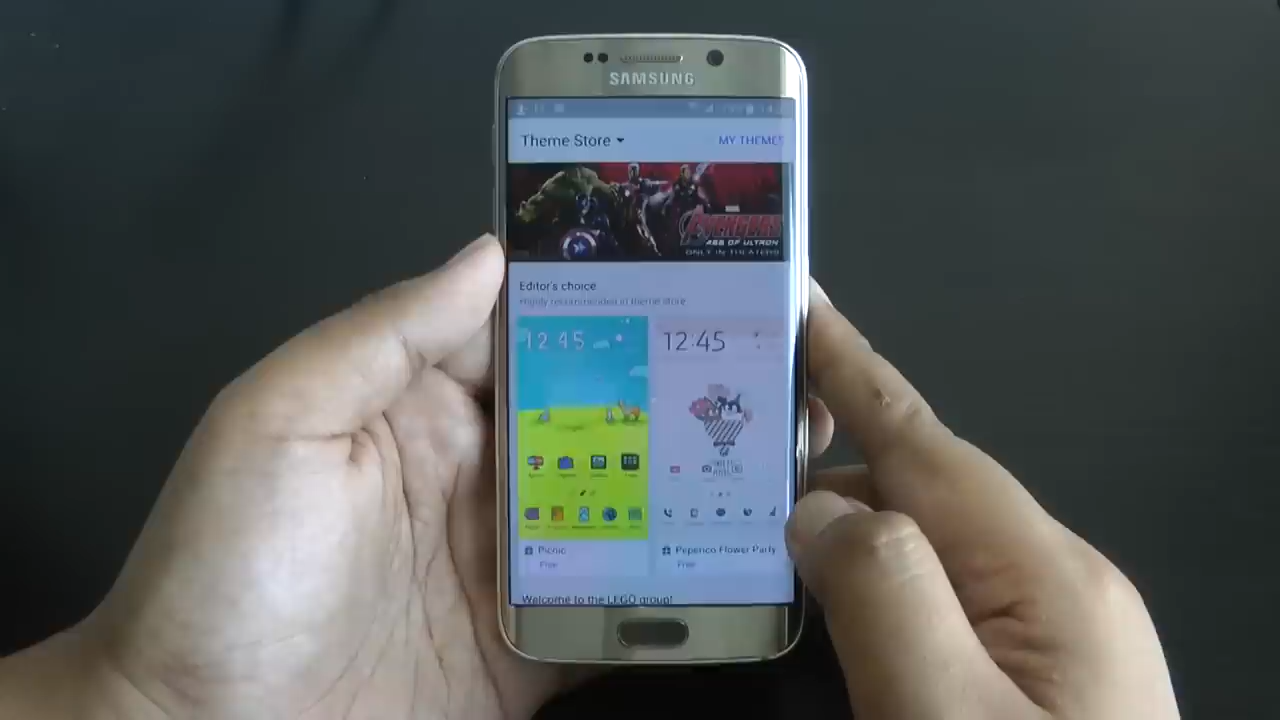 SAMSUNG
Theme Store
MY THEMES
AVENGERS
AGE OF ULTRON
ONLY IN THEATERS
Editor's choice
Highly recommended in theme store
12 45
12:45
Picnic
Free
Peperico Flower Party
Free
Welcome to the LEGO group!